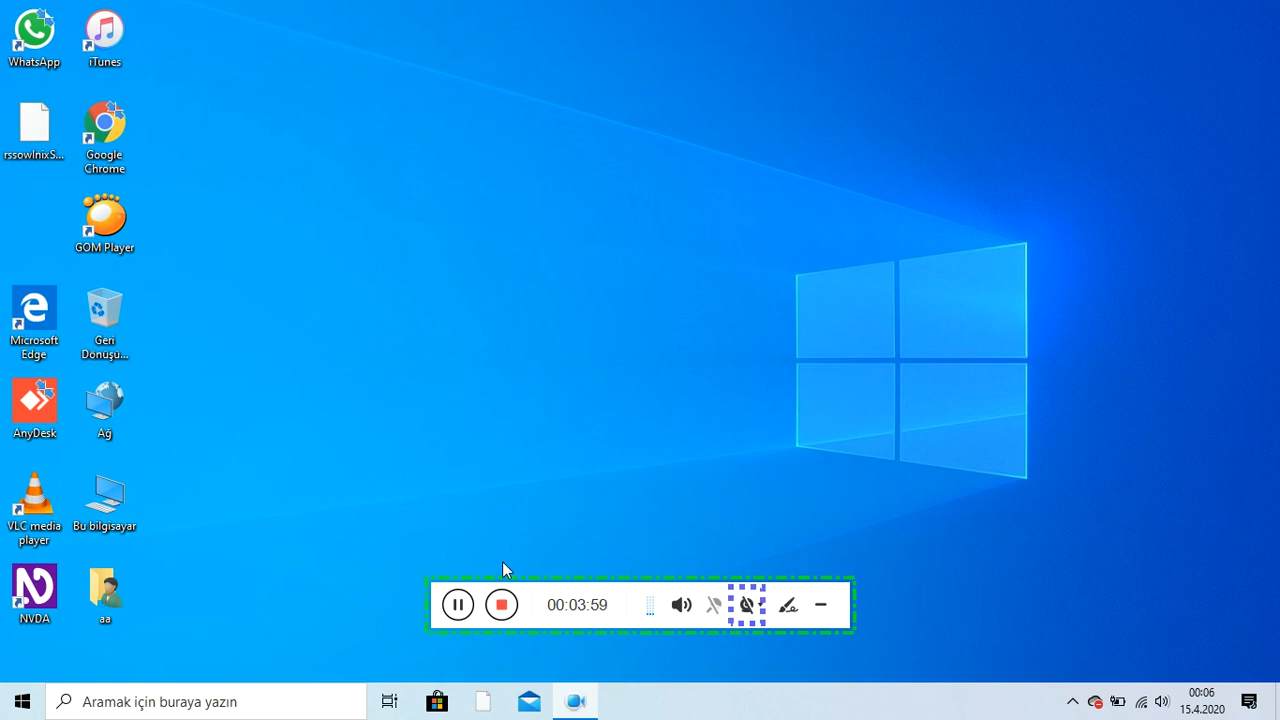 WhatsApp
iTunes
rssowlnixS...
Google
Chrome
GOM Player
Microsoft
Edge
Geri
Dönüşü...
AnyDesk
Ağ
VLC media
player
Bu bilgisayar
NVDA
aa
00:03:59
Aramak için buraya yazın
00:06
15.4.2020